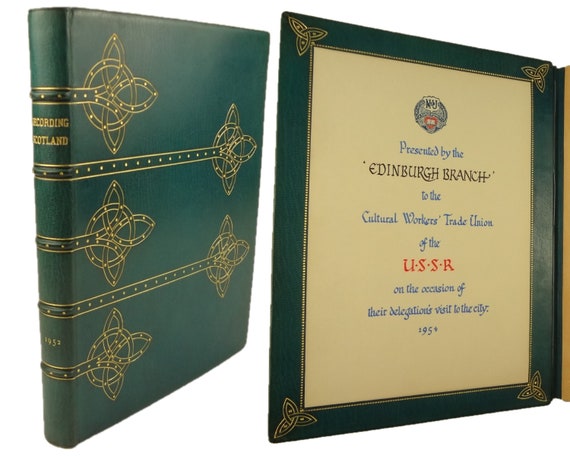 RECORDING
SCOTLAND
1952
NUJ
Presented by the
'EDINBURGH BRANCH'
to the
Cultural Workers' Trade Union
of the
U·S·S·R
on the occasion of
their delegation's visit to the city:
1954